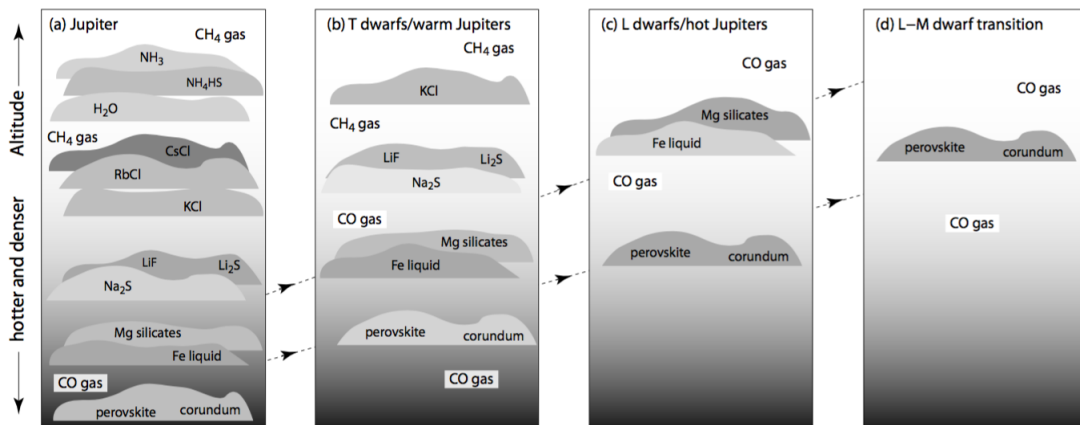 Altitude
hotter and denser
(a) Jupiter
CH₄ gas
NH₃
NH₄HS
H₂O
CH₄ gas
CsCl
RbCl
KCl
LiF
Li₂S
Na₂S
Mg silicates
Fe liquid
CO gas
perovskite
corundum
(b) T dwarfs/warm Jupiters
CH₄ gas
KCl
CH₄ gas
LiF
Li₂S
Na₂S
CO gas
Mg silicates
Fe liquid
perovskite
corundum
CO gas
(c) L dwarfs/hot Jupiters
CO gas
Mg silicates
Fe liquid
CO gas
perovskite
corundum
(d) L−M dwarf transition
CO gas
perovskite
corundum
CO gas